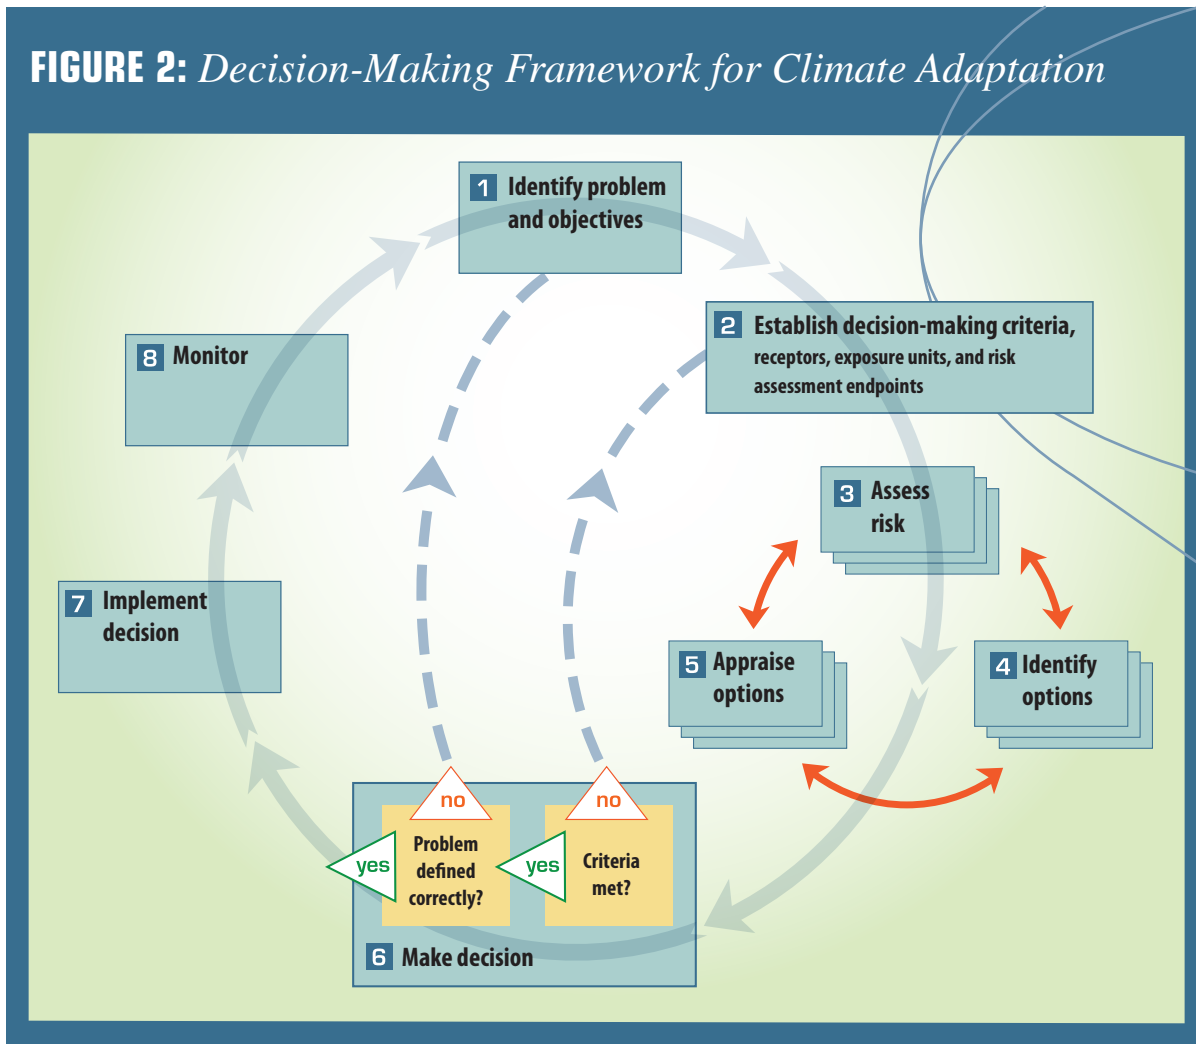 FIGURE 2: Decision-Making Framework for Climate Adaptation
1 Identify problem
and objectives
2 Establish decision-making criteria,
receptors, exposure units, and risk
assessment endpoints
3 Assess
risk
4 Identify
options
5 Appraise
options
no
no
yes
Problem
defined
correctly?
yes
Criteria
met?
6 Make decision
7 Implement
decision
8 Monitor